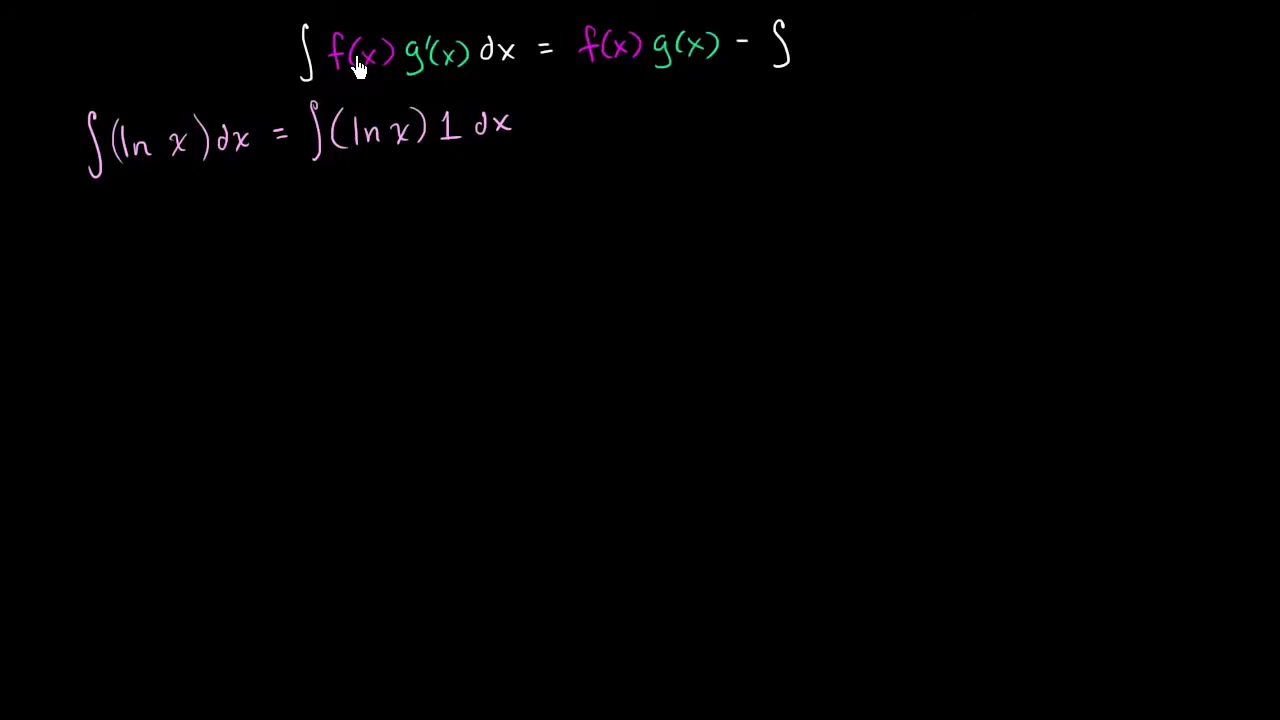 ∫ f(x) g'(x) dx = f(x) g(x) - ∫
∫(ln x) dx = ∫(ln x) 1 dx